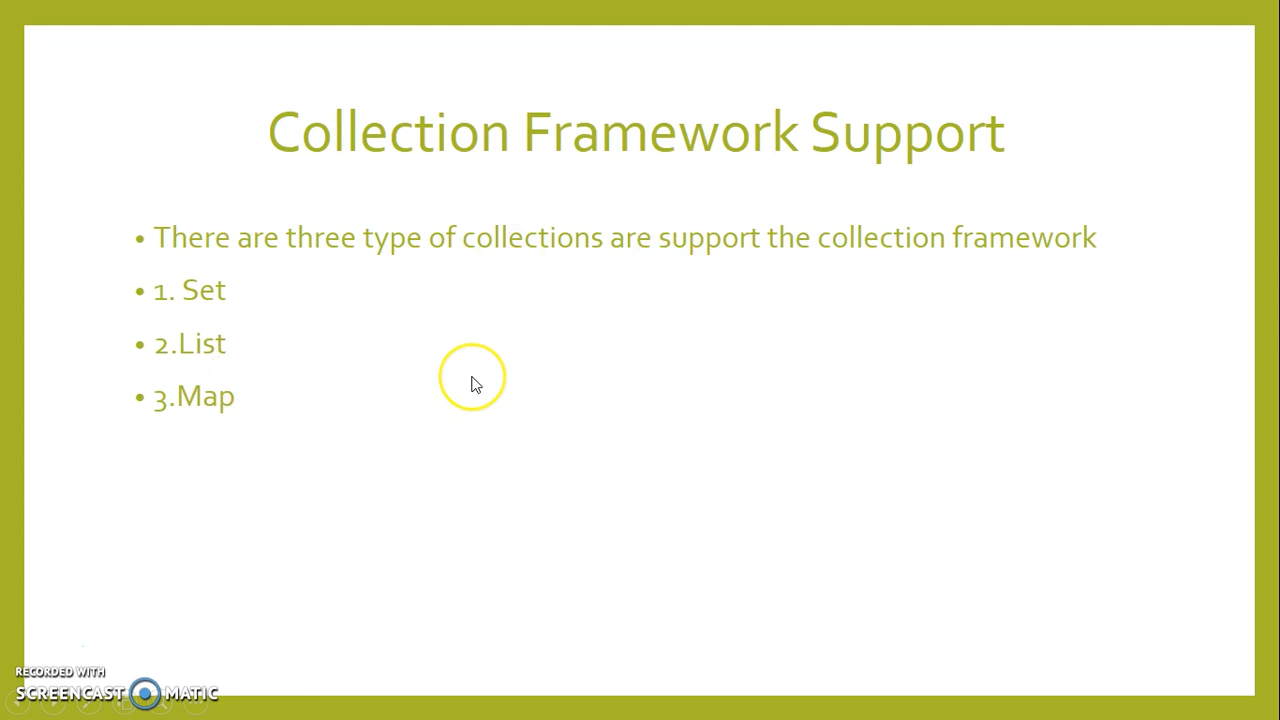 Collection Framework Support
• There are three type of collections are support the collection framework
• 1. Set
• 2.List
• 3.Map
RECORDED WITH
SCREENCAST MATIC